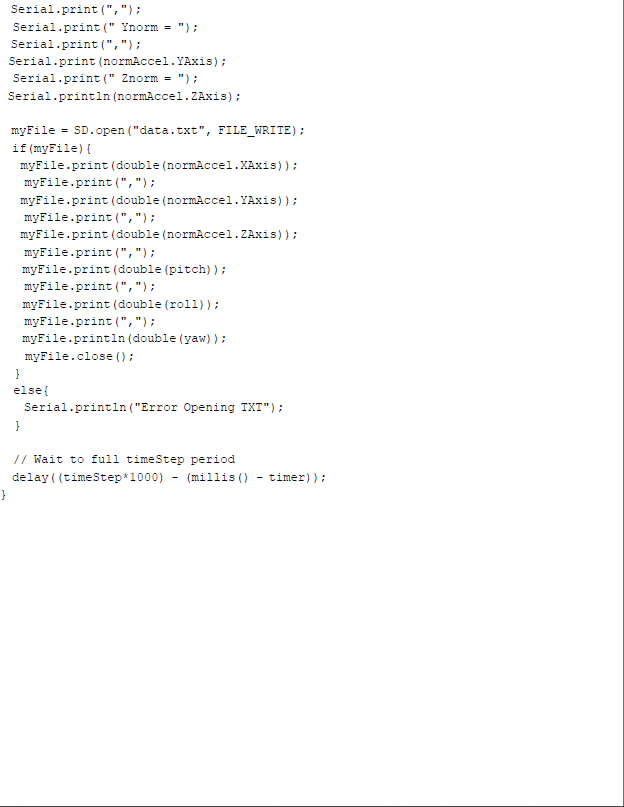 Serial.print(",");
Serial.print(" Ynorm = ");
Serial.print(",");
Serial.print(normAccel.YAxis);
Serial.print(" Znorm = ");
Serial.println(normAccel.ZAxis);
myFile = SD.open("data.txt", FILE_WRITE);
if(myFile){
myFile.print(double(normAccel.XAxis));
myFile.print(",");
myFile.print(double(normAccel.YAxis));
myFile.print(",");
myFile.print(double(normAccel.ZAxis));
myFile.print(",");
myFile.print(double(pitch));
myFile.print(",");
myFile.print(double(roll));
myFile.print(",");
myFile.println(double(yaw));
myFile.close();
}
else{
Serial.println("Error Opening TXT");
}
// Wait to full timeStep period
delay((timeStep*1000) - (millis() - timer));
}